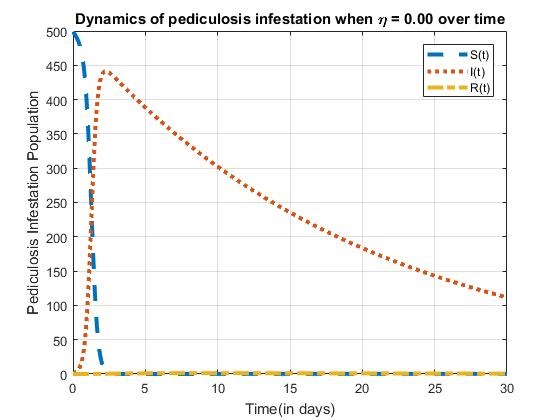 Dynamics of pediculosis infestation when η = 0.00 over time
Pediculosis Infestation Population
500
450
400
350
300
250
200
150
100
50
0
S(t)
I(t)
R(t)
0 5 10 15 20 25 30
Time(in days)